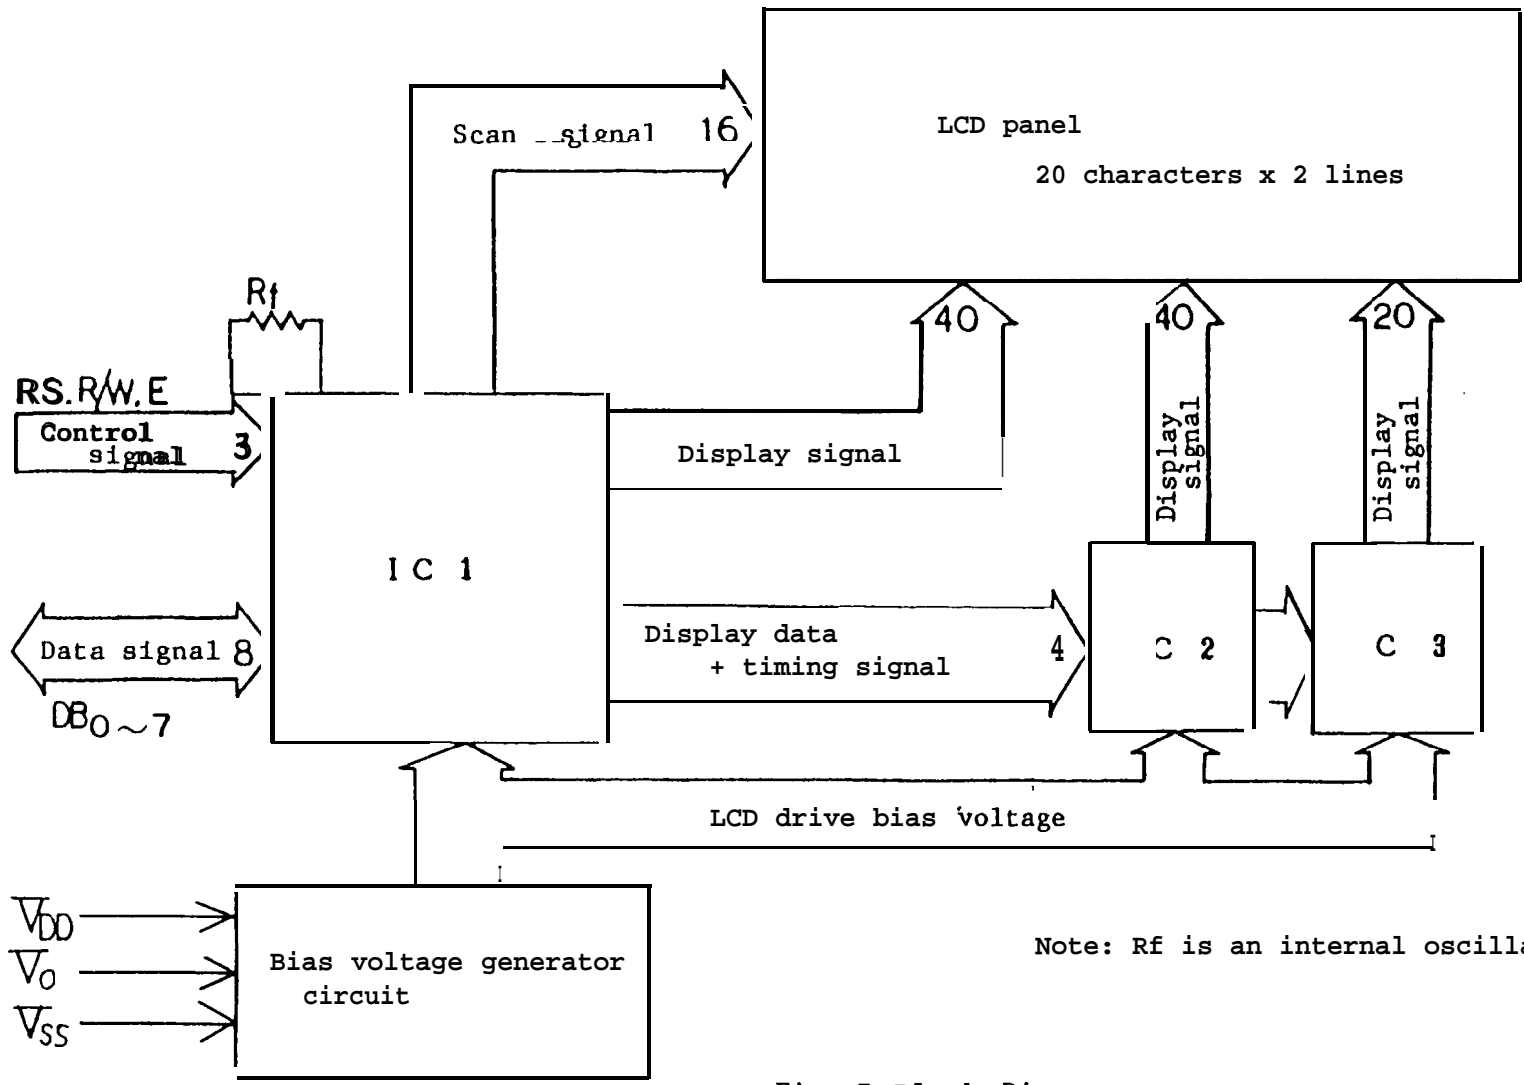 Scan signal 16
LCD panel
20 characters x 2 lines
Rf
40
40
20
RS. R/W. E
Control
signal
3
Display signal
Display
signal
Display
signal
IC 1
Display data
+ timing signal
4
C 2
C 3
Data signal 8
DB0~7
LCD drive bias voltage
VDD
V0
VSS
Bias voltage generator
circuit
Note: Rf is an internal